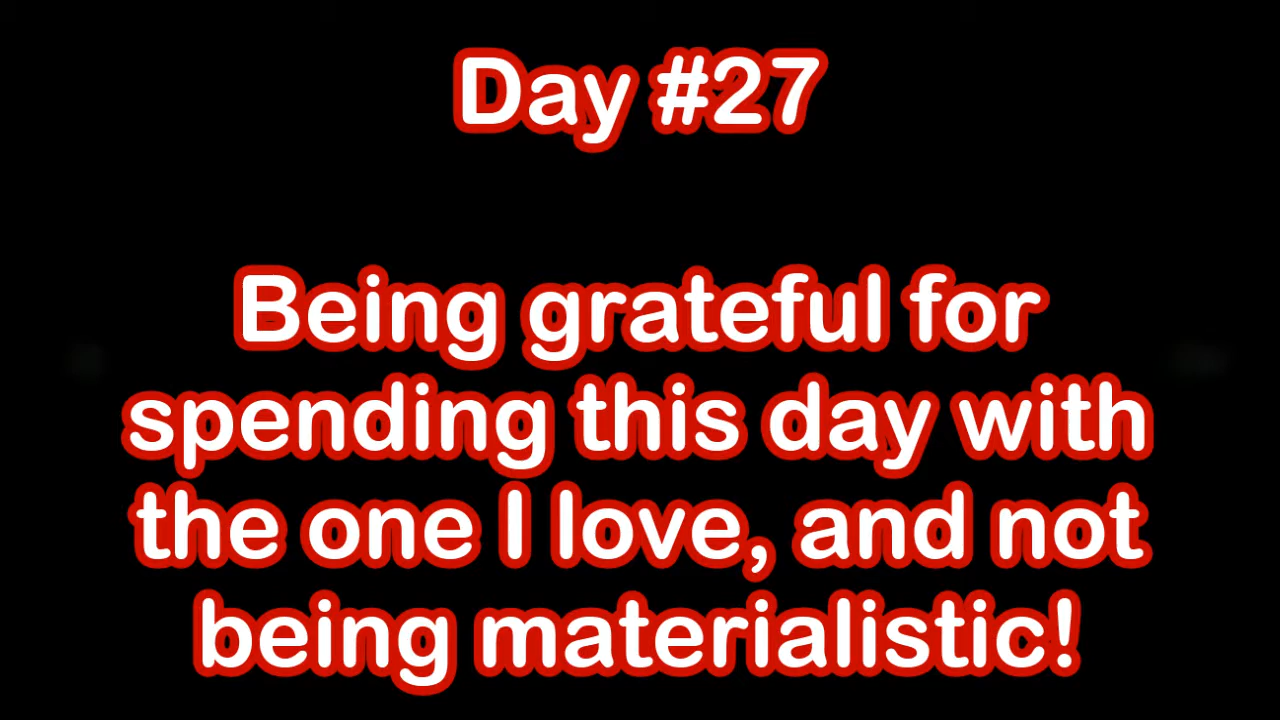 Day #27
Being grateful for
spending this day with
the one I love, and not
being materialistic!